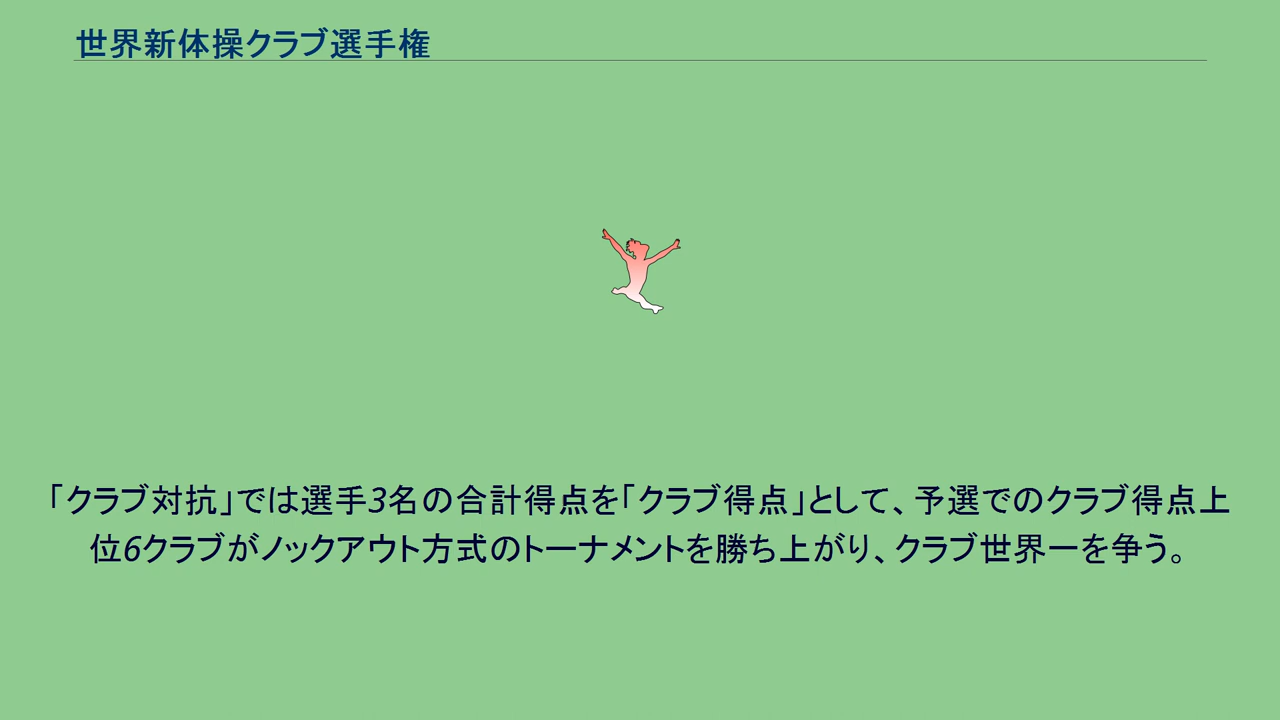 世界新体操クラブ選手権
「クラブ対抗」では選手3名の合計得点を「クラブ得点」として、予選でのクラブ得点上
位6クラブがノックアウト方式のトーナメントを勝ち上がり、クラブ世界一を争う。